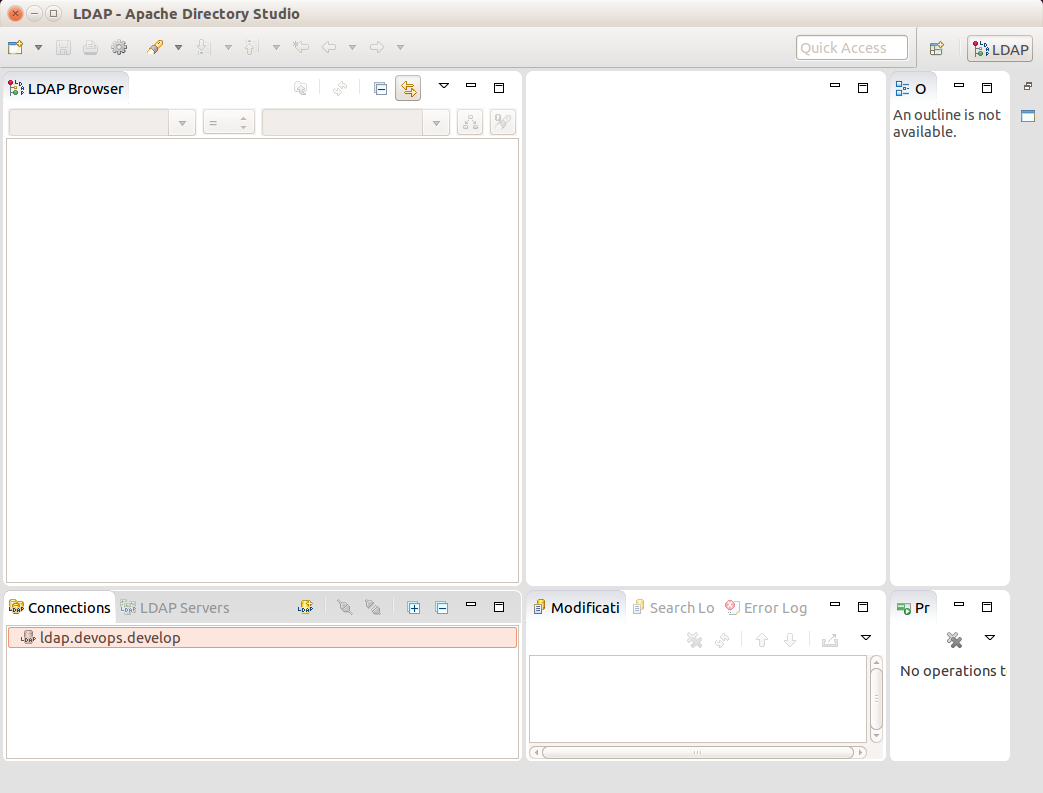 LDAP - Apache Directory Studio
Quick Access
LDAP
LDAP Browser
=
O
An outline is not
available.
Connections
LDAP Servers
ldap.devops.develop
Modificati
Search Lo
Error Log
Pr
No operations t